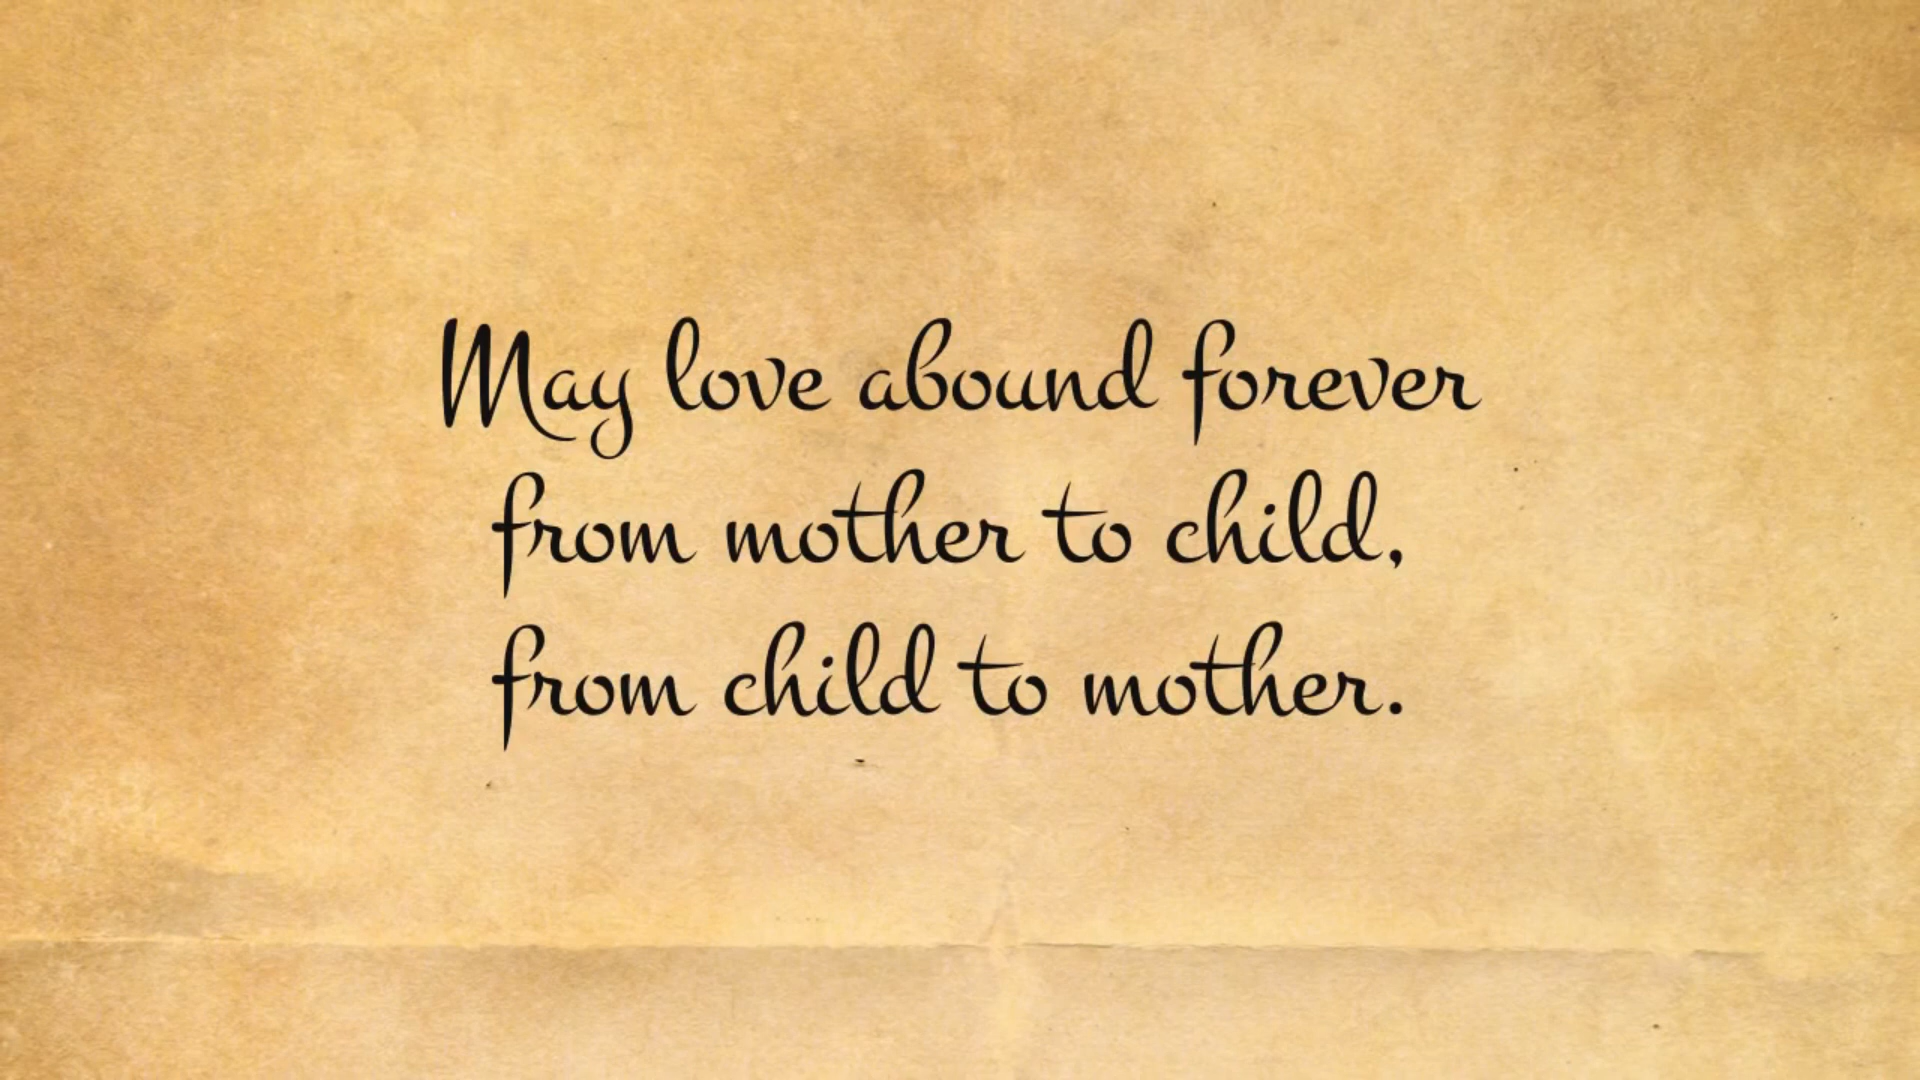 May love abound forever
from mother to child,
from child to mother.